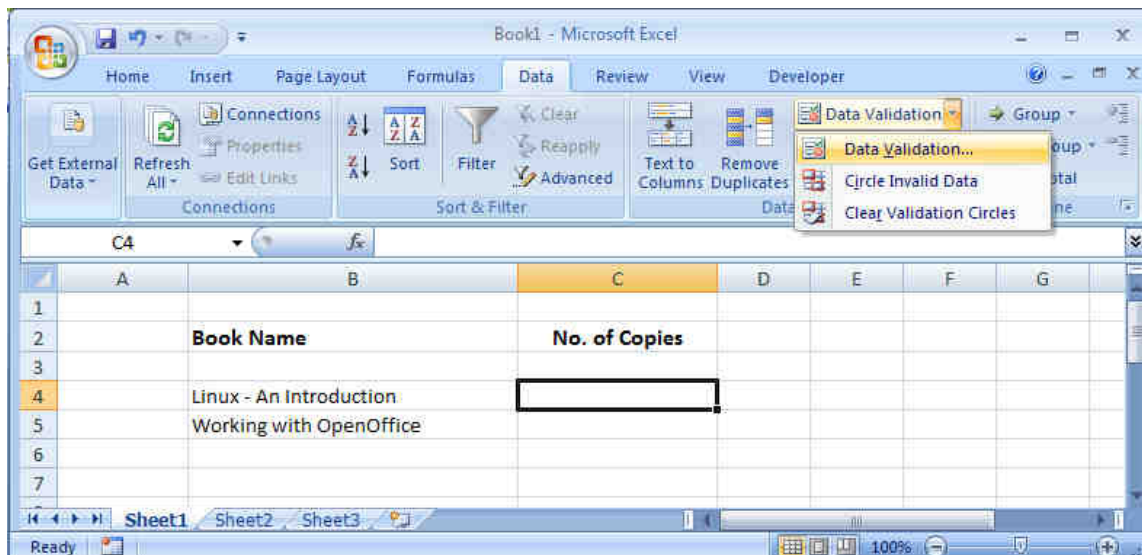 Book1 - Microsoft Excel
Home Insert Page Layout Formulas Data Review View Developer
Get External Data
Refresh All
Connections
Properties
Edit Links
Connections
A Z
Z A
A Z
Z A
Sort
Filter
Clear
Reapply
Advanced
Sort & Filter
Text to Columns
Remove Duplicates
Data Validation
Data Validation...
Circle Invalid Data
Clear Validation Circles
Group
C4
fx
A B C D E F G
1
2 Book Name No. of Copies
3
4 Linux - An Introduction
5 Working with OpenOffice
6
7
Sheet1 Sheet2 Sheet3
Ready 100%